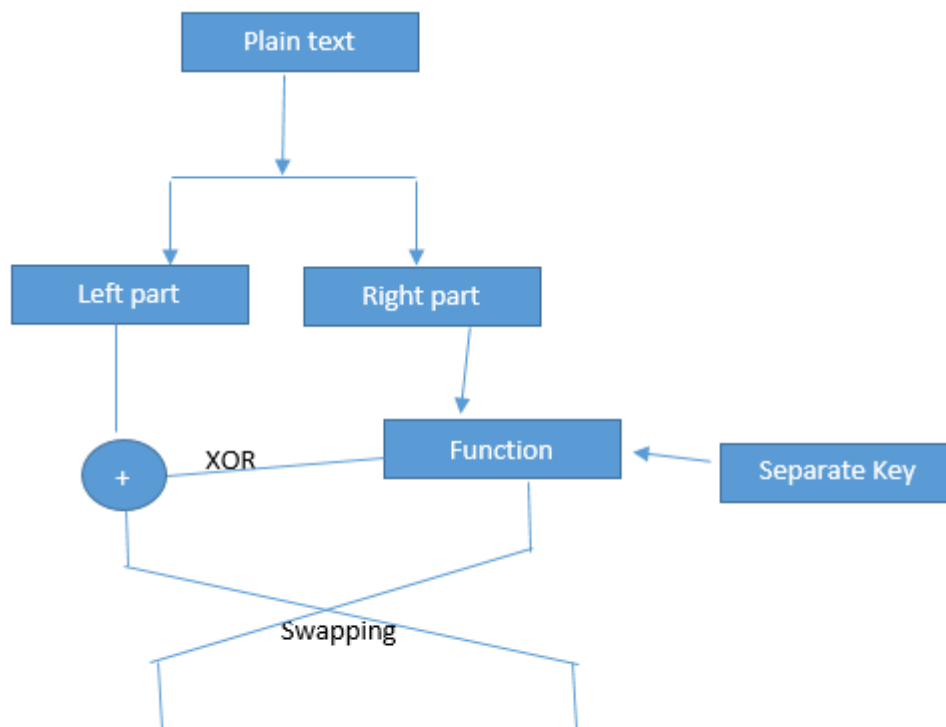 Plain text
Left part
Right part
Function
XOR
+
Separate Key
Swapping